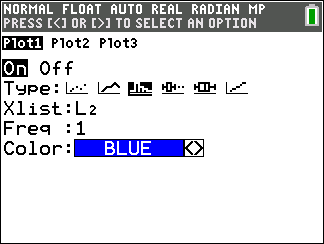 NORMAL FLOAT AUTO REAL RADIAN MP
PRESS [<] OR [>] TO SELECT AN OPTION
Plot1 Plot2 Plot3
On Off
Type:
Xlist:L₂
Freq :1
Color: BLUE <>